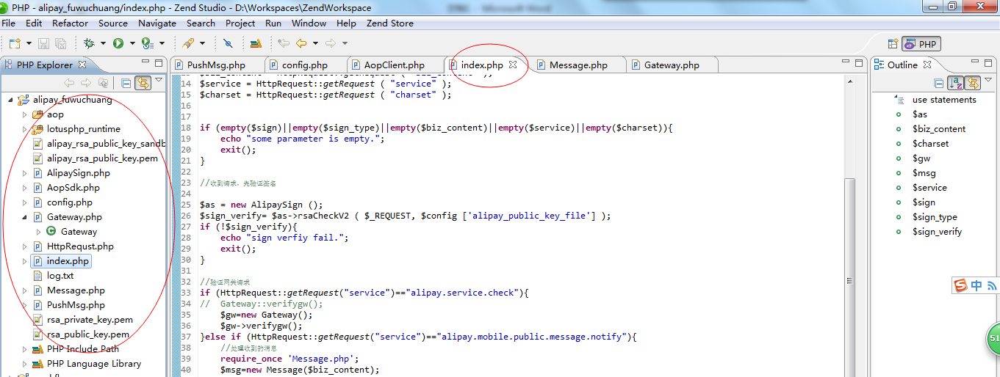 PHP - alipay_fuwuchuang/index.php - Zend Studio - D:\Workspaces\ZendWorkspace
File Edit Refactor Source Navigate Search Project Run Window Help Zend Store
PHP
PHP Explorer
alipay_fuwuchuang
aop
lotusphp_runtime
alipay_rsa_public_key_sandb
alipay_rsa_public_key.pem
AlipaySign.php
AopSdk.php
config.php
Gateway.php
Gateway
HttpRequst.php
index.php
log.txt
Message.php
PushMsg.php
rsa_private_key.pem
rsa_public_key.pem
PHP Include Path
PHP Language Library
PushMsg.php config.php AopClient.php index.php Message.php Gateway.php
14 $service = HttpRequest::getRequest ( "service" );
15 $charset = HttpRequest::getRequest ( "charset" );
16
17
18 if (empty($sign)||empty($sign_type)||empty($biz_content)||empty($service)||empty($charset)){
19 echo "some parameter is empty.";
20 exit();
21 }
22
23 //收到请求，先验证签名
24
25 $as = new AlipaySign ();
26 $sign_verify= $as->rsaCheckV2 ( $_REQUEST, $config ['alipay_public_key_file'] );
27 if (!$sign_verify){
28 echo "sign verfiy fail.";
29 exit();
30 }
31
32 //验证网关请求
33 if (HttpRequest::getRequest("service")=="alipay.service.check"){
34 // Gateway::verifygw();
35 $gw=new Gateway();
36 $gw->verifygw();
37 }else if (HttpRequest::getRequest("service")=="alipay.mobile.public.message.notify"){
38 //处理收到的消息
39 require_once 'Message.php';
40 $msg=new Message($biz_content);
Outline
use statements
$as
$biz_content
$charset
$gw
$msg
$service
$sign
$sign_type
$sign_verify
中
51